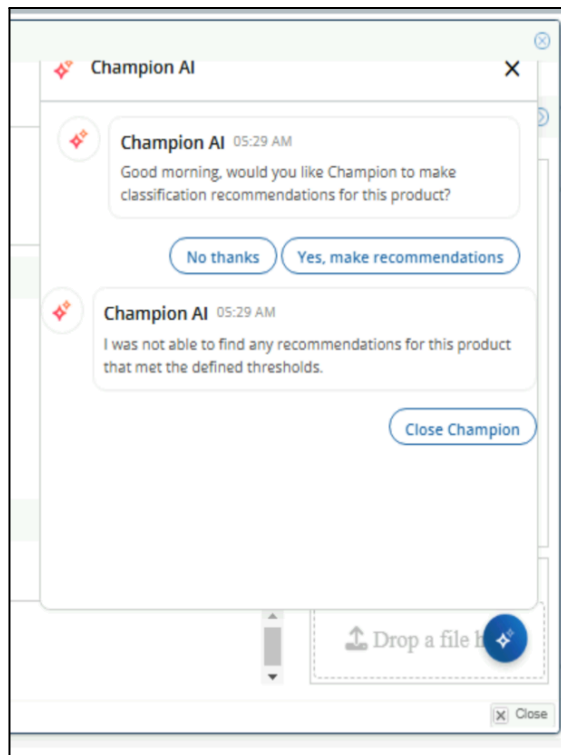 Champion AI
Champion AI 05:29 AM
Good morning, would you like Champion to make
classification recommendations for this product?
No thanks
Yes, make recommendations
Champion AI 05:29 AM
I was not able to find any recommendations for this product
that met the defined thresholds.
Close Champion
Drop a file h
Close